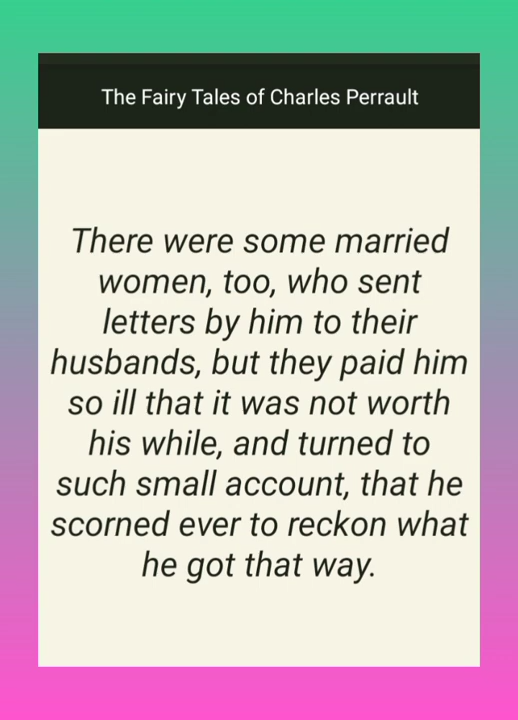 The Fairy Tales of Charles Perrault
There were some married
women, too, who sent
letters by him to their
husbands, but they paid him
so ill that it was not worth
his while, and turned to
such small account, that he
scorned ever to reckon what
he got that way.